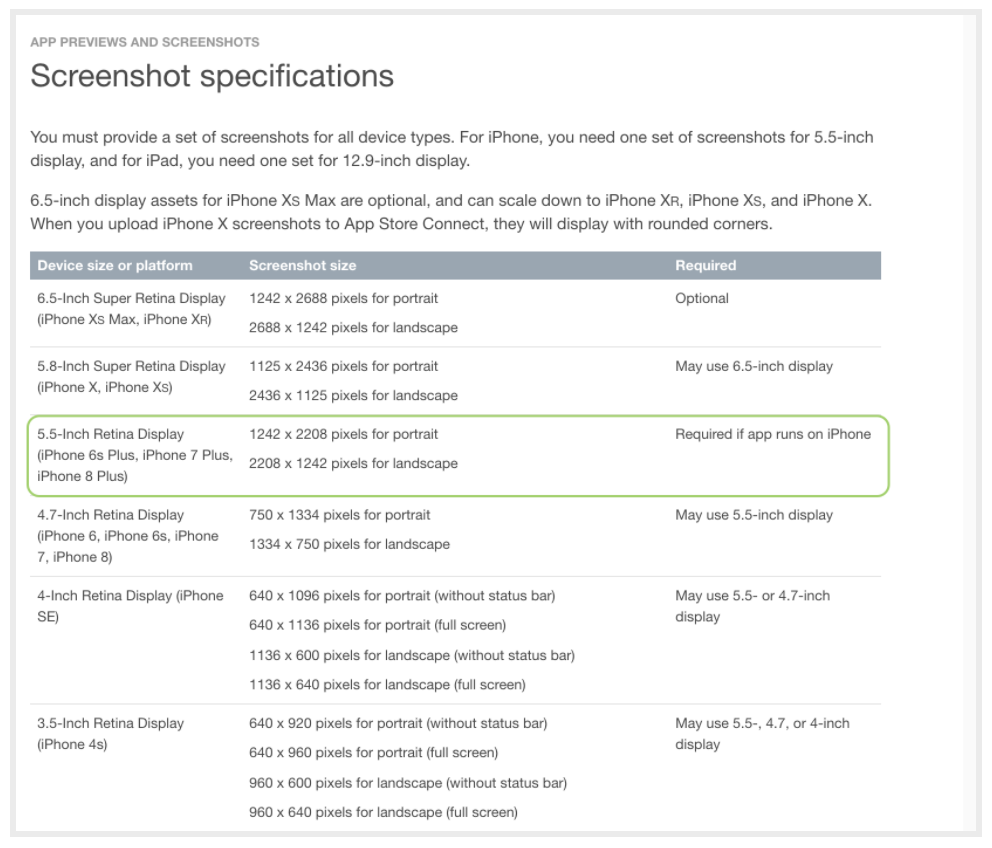 APP PREVIEWS AND SCREENSHOTS
Screenshot specifications
You must provide a set of screenshots for all device types. For iPhone, you need one set of screenshots for 5.5-inch
display, and for iPad, you need one set for 12.9-inch display.
6.5-inch display assets for iPhone Xs Max are optional, and can scale down to iPhone XR, iPhone Xs, and iPhone X.
When you upload iPhone X screenshots to App Store Connect, they will display with rounded corners.
Device size or platform Screenshot size Required
6.5-Inch Super Retina Display 1242 x 2688 pixels for portrait Optional
(iPhone Xs Max, iPhone XR)
2688 x 1242 pixels for landscape
5.8-Inch Super Retina Display 1125 x 2436 pixels for portrait May use 6.5-inch display
(iPhone X, iPhone Xs)
2436 x 1125 pixels for landscape
5.5-Inch Retina Display 1242 x 2208 pixels for portrait Required if app runs on iPhone
(iPhone 6s Plus, iPhone 7 Plus,
2208 x 1242 pixels for landscape
iPhone 8 Plus)
4.7-Inch Retina Display 750 x 1334 pixels for portrait May use 5.5-inch display
(iPhone 6, iPhone 6s, iPhone
1334 x 750 pixels for landscape
7, iPhone 8)
4-Inch Retina Display (iPhone 640 x 1096 pixels for portrait (without status bar) May use 5.5- or 4.7-inch
SE) display
640 x 1136 pixels for portrait (full screen)
1136 x 600 pixels for landscape (without status bar)
1136 x 640 pixels for landscape (full screen)
3.5-Inch Retina Display 640 x 920 pixels for portrait (without status bar) May use 5.5-, 4.7, or 4-inch
(iPhone 4s) display
640 x 960 pixels for portrait (full screen)
960 x 600 pixels for landscape (without status bar)
960 x 640 pixels for landscape (full screen)